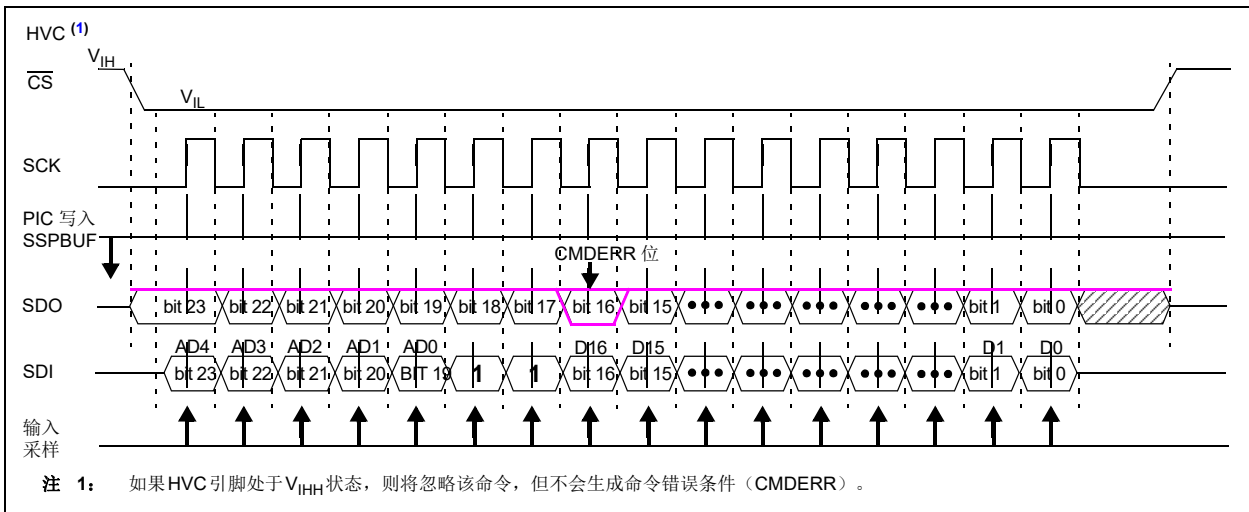 HVC (1)
VIH
CS
VIL
SCK
PIC 写入
SSPBUF
CMDERR 位
SDO
bit 23 bit 22 bit 21 bit 20 bit 19 bit 18 bit 17 bit 16 bit 15 ●●● ●●● ●●● ●●● ●●● bit 1 bit 0
AD4 AD3 AD2 AD1 AD0 D16 D15 D1 D0
SDI
bit 23 bit 22 bit 21 bit 20 BIT 19 1 1 bit 16 bit 15 ●●● ●●● ●●● ●●● ●●● bit 1 bit 0
输入
采样
注 1： 如果HVC引脚处于VIHH状态，则将忽略该命令，但不会生成命令错误条件（CMDERR）。